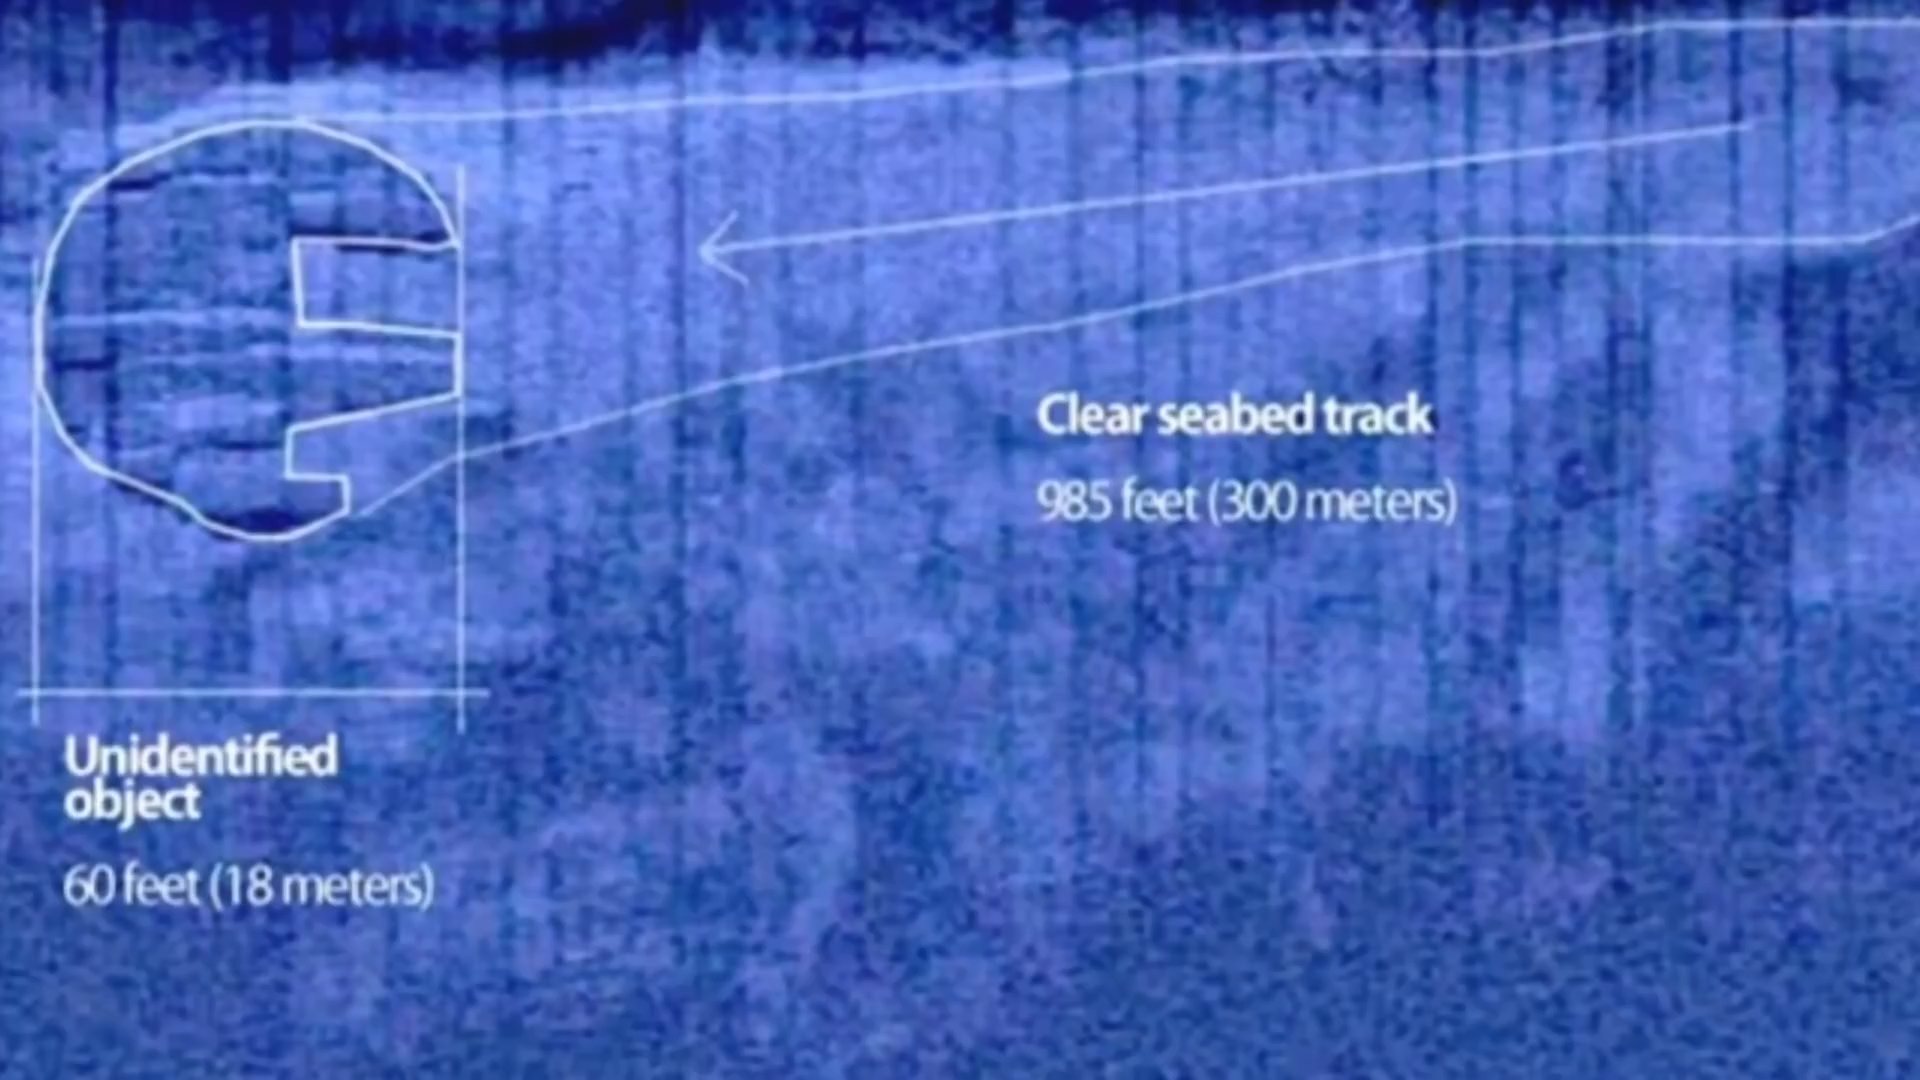 Clear seabed track
985 feet (300 meters)
Unidentified
object
60 feet (18 meters)